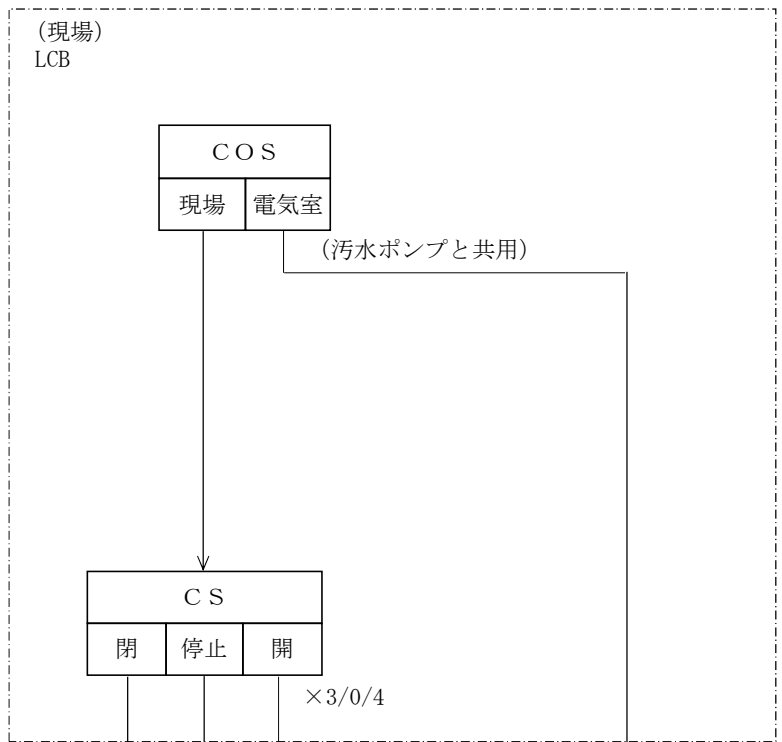 (現場)
LCB
COS
現場 電気室
(汚水ポンプと共用)
CS
閉 停止 開
×3/0/4